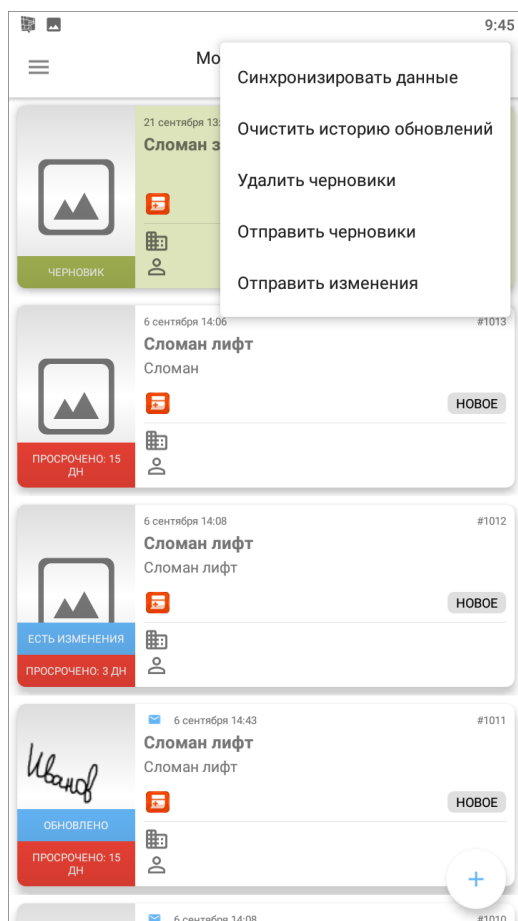 9:45
Мо
Синхронизировать данные
Очистить историю обновлений
Удалить черновики
Отправить черновики
Отправить изменения
21 сентября 13:
Сломан з
ЧЕРНОВИК
6 сентября 14:06
#1013
Сломан лифт
Сломан
НОВОЕ
ПРОСРОЧЕНО: 15
ДН
6 сентября 14:08
#1012
Сломан лифт
Сломан лифт
НОВОЕ
ЕСТЬ ИЗМЕНЕНИЯ
ПРОСРОЧЕНО: 3 ДН
6 сентября 14:43
#1011
Сломан лифт
Сломан лифт
Иванов
НОВОЕ
ОБНОВЛЕНО
ПРОСРОЧЕНО: 15
ДН
6 сентября 14:08
#1010